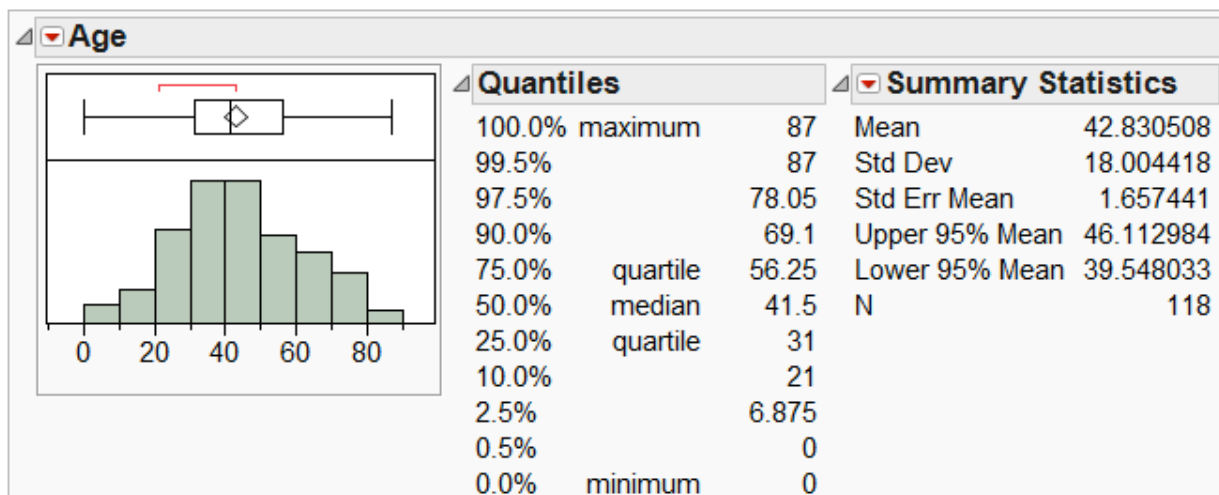 Age
0 20 40 60 80
Quantiles
100.0% maximum 87
99.5% 87
97.5% 78.05
90.0% 69.1
75.0% quartile 56.25
50.0% median 41.5
25.0% quartile 31
10.0% 21
2.5% 6.875
0.5% 0
0.0% minimum 0
Summary Statistics
Mean 42.830508
Std Dev 18.004418
Std Err Mean 1.657441
Upper 95% Mean 46.112984
Lower 95% Mean 39.548033
N 118